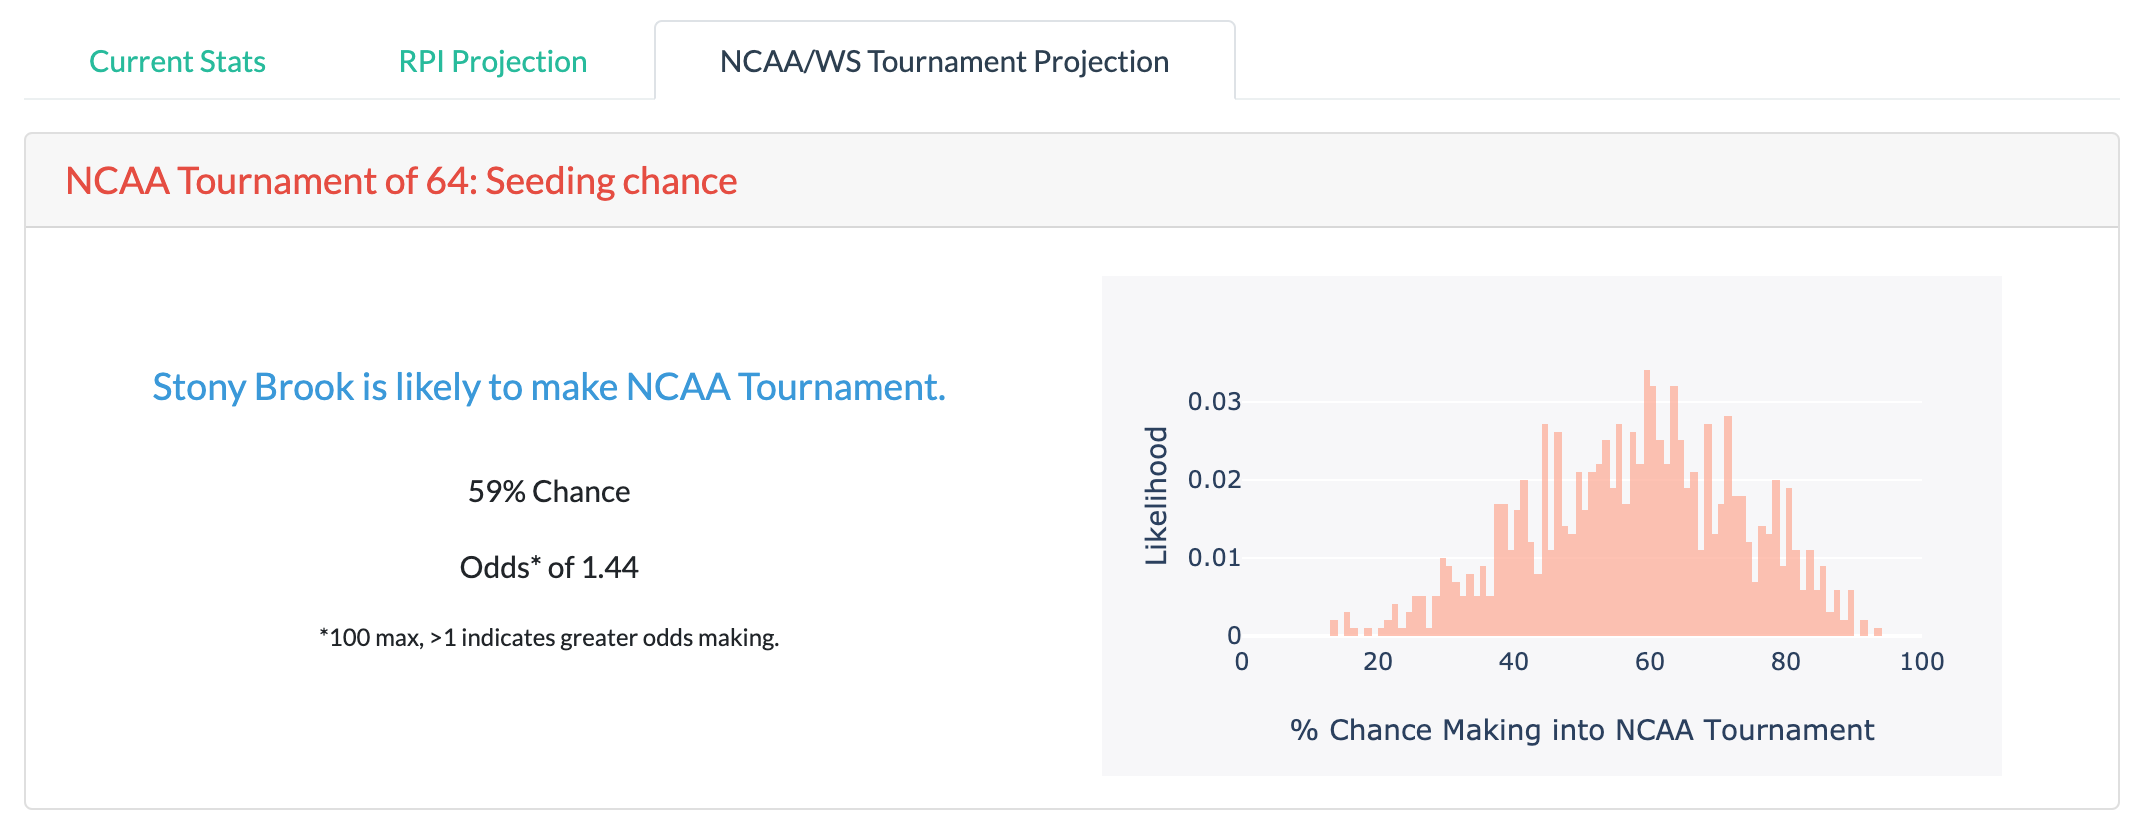 Current Stats
RPI Projection
NCAA/WS Tournament Projection
NCAA Tournament of 64: Seeding chance
Stony Brook is likely to make NCAA Tournament.
59% Chance
Odds* of 1.44
*100 max, >1 indicates greater odds making.
Likelihood
0.03
0.02
0.01
0
0 20 40 60 80 100
% Chance Making into NCAA Tournament